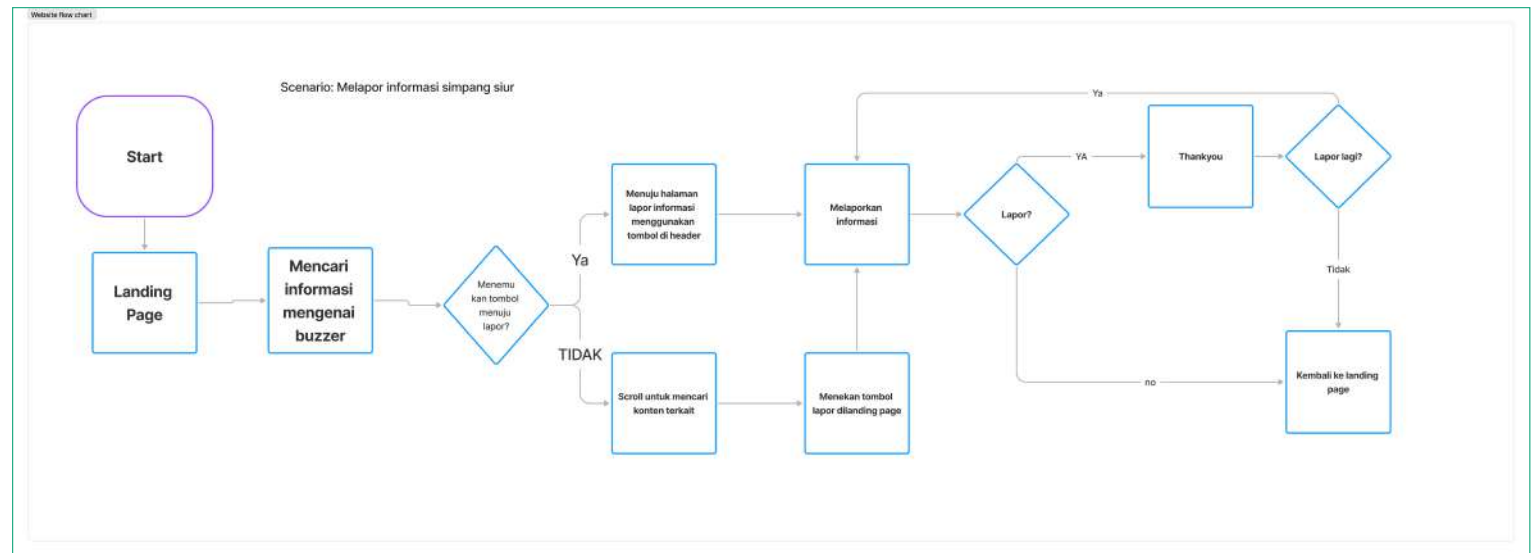 Website flow chart
Scenario: Melapor informasi simpang siur
Start
Landing
Page
Mencari
informasi
mengenai
buzzer
Menemu
kan tombol
menuju
lapor?
Ya
TIDAK
Menuju halaman
lapor informasi
menggunakan
tombol di header
Scroll untuk mencari
konten terkait
Melaporkan
informasi
Menekan tombol
lapor dilanding page
Lapor?
YA
no
Thankyou
Lapor lagi?
Ya
Tidak
Kembali ke landing
page